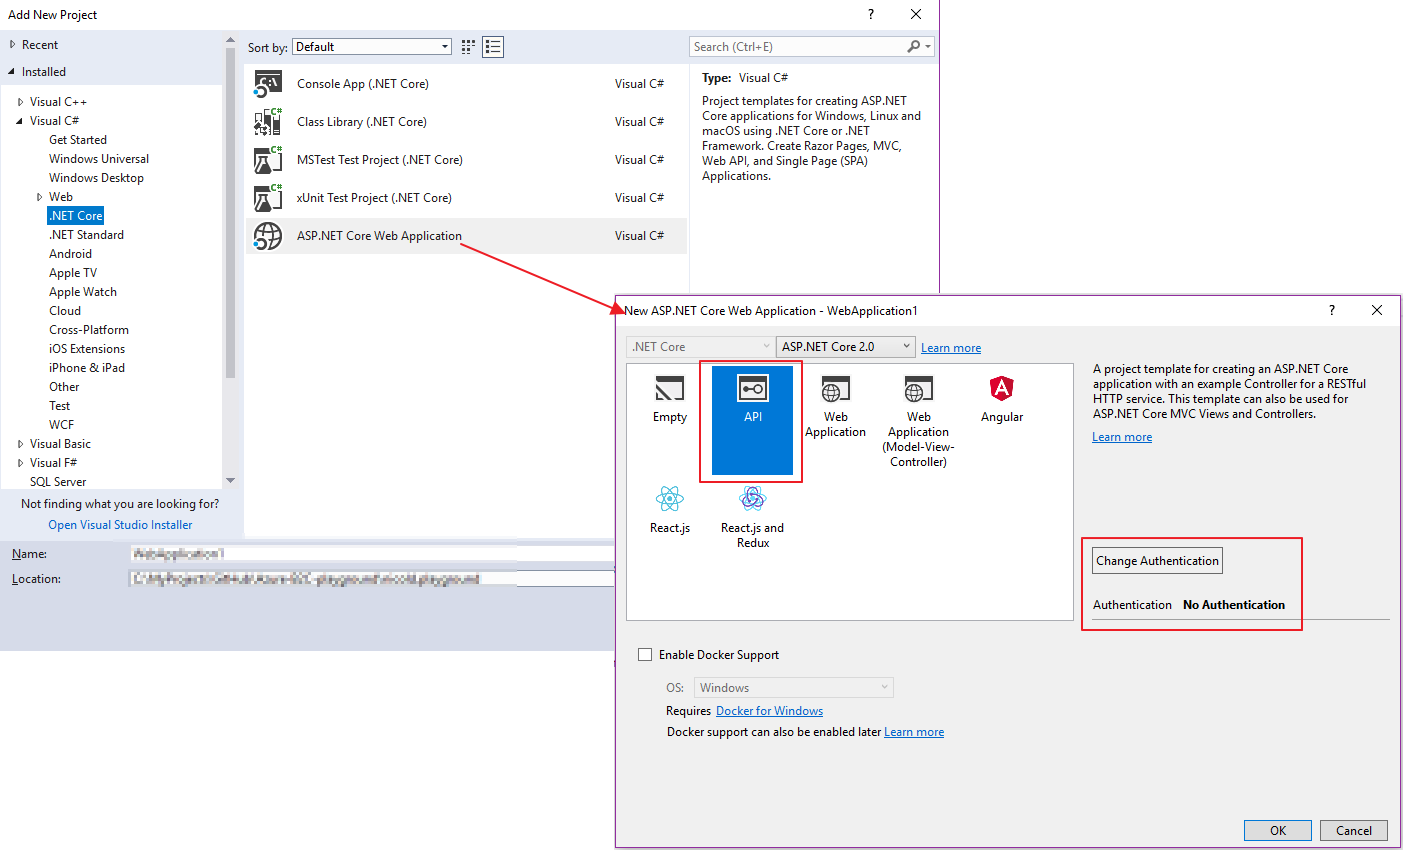 Add New Project
?
Recent
Installed
Visual C++
Visual C#
Get Started
Windows Universal
Windows Desktop
Web
.NET Core
.NET Standard
Android
Apple TV
Apple Watch
Cloud
Cross-Platform
iOS Extensions
iPhone & iPad
Other
Test
WCF
Visual Basic
Visual F#
SQL Server
Not finding what you are looking for?
Open Visual Studio Installer
Sort by: Default
Console App (.NET Core) Visual C#
Class Library (.NET Core) Visual C#
MSTest Test Project (.NET Core) Visual C#
xUnit Test Project (.NET Core) Visual C#
ASP.NET Core Web Application Visual C#
Search (Ctrl+E)
Type: Visual C#
Project templates for creating ASP.NET
Core applications for Windows, Linux and
macOS using .NET Core or .NET
Framework. Create Razor Pages, MVC,
Web API, and Single Page (SPA)
Applications.
Name: WebApplication1
Location:
New ASP.NET Core Web Application - WebApplication1
?
.NET Core
ASP.NET Core 2.0
Learn more
Empty
API
Web
Application
Web
Application
(Model-View-
Controller)
Angular
React.js
React.js and
Redux
A project template for creating an ASP.NET Core
application with an example Controller for a RESTful
HTTP service. This template can also be used for
ASP.NET Core MVC Views and Controllers.
Learn more
Change Authentication
Authentication No Authentication
Enable Docker Support
OS: Windows
Requires Docker for Windows
Docker support can also be enabled later Learn more
OK
Cancel